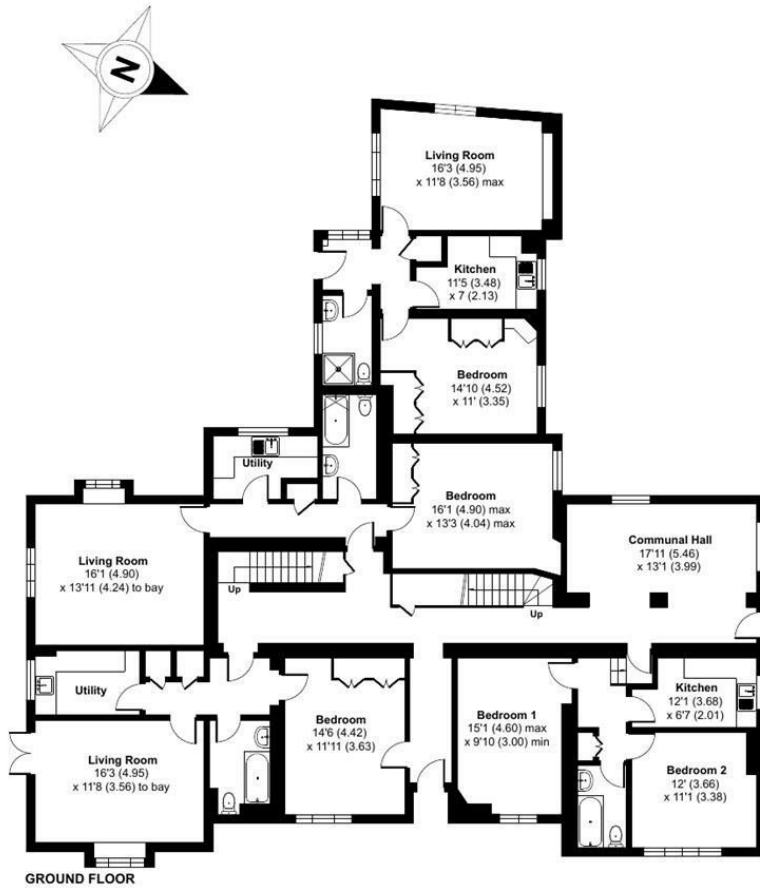 N
Living Room
16'3 (4.95)
x 11'8 (3.56) max
Kitchen
11'5 (3.48)
x 7 (2.13)
Bedroom
14'10 (4.52)
x 11' (3.35)
Utility
Bedroom
16'1 (4.90) max
x 13'3 (4.04) max
Living Room
16'1 (4.90)
x 13'11 (4.24) to bay
Communal Hall
17'11 (5.46)
x 13'1 (3.99)
Up
Up
Utility
Bedroom
14'6 (4.42)
x 11'11 (3.63)
Bedroom 1
15'1 (4.60) max
x 9'10 (3.00) min
Kitchen
12'1 (3.68)
x 6'7 (2.01)
Living Room
16'3 (4.95)
x 11'8 (3.56) to bay
Bedroom 2
12' (3.66)
x 11'1 (3.38)
GROUND FLOOR